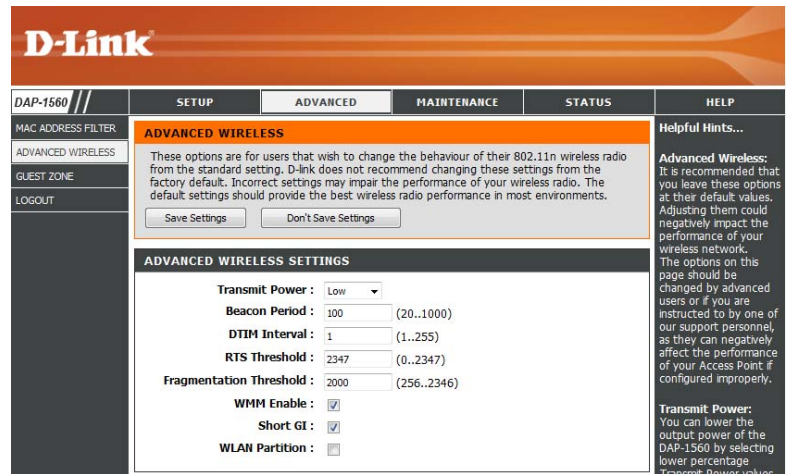 D-Link
DAP-1560
SETUP
ADVANCED
MAINTENANCE
STATUS
HELP
MAC ADDRESS FILTER
ADVANCED WIRELESS
GUEST ZONE
LOGOUT
ADVANCED WIRELESS
These options are for users that wish to change the behaviour of their 802.11n wireless radio
from the standard setting. D-link does not recommend changing these settings from the
factory default. Incorrect settings may impair the performance of your wireless radio. The
default settings should provide the best wireless radio performance in most environments.
Save Settings
Don't Save Settings
ADVANCED WIRELESS SETTINGS
Transmit Power : Low
Beacon Period : 100 (20..1000)
DTIM Interval : 1 (1..255)
RTS Threshold : 2347 (0..2347)
Fragmentation Threshold : 2000 (256..2346)
WMM Enable :
Short GI :
WLAN Partition :
Helpful Hints...
Advanced Wireless:
It is recommended that
you leave these options
at their default values.
Adjusting them could
negatively impact the
performance of your
wireless network.
The options on this
page should be
changed by advanced
users or if you are
instructed to by one of
our support personnel,
as they can negatively
affect the performance
of your Access Point if
configured improperly.
Transmit Power:
You can lower the
output power of the
DAP-1560 by selecting
lower percentage
Transmit Power values